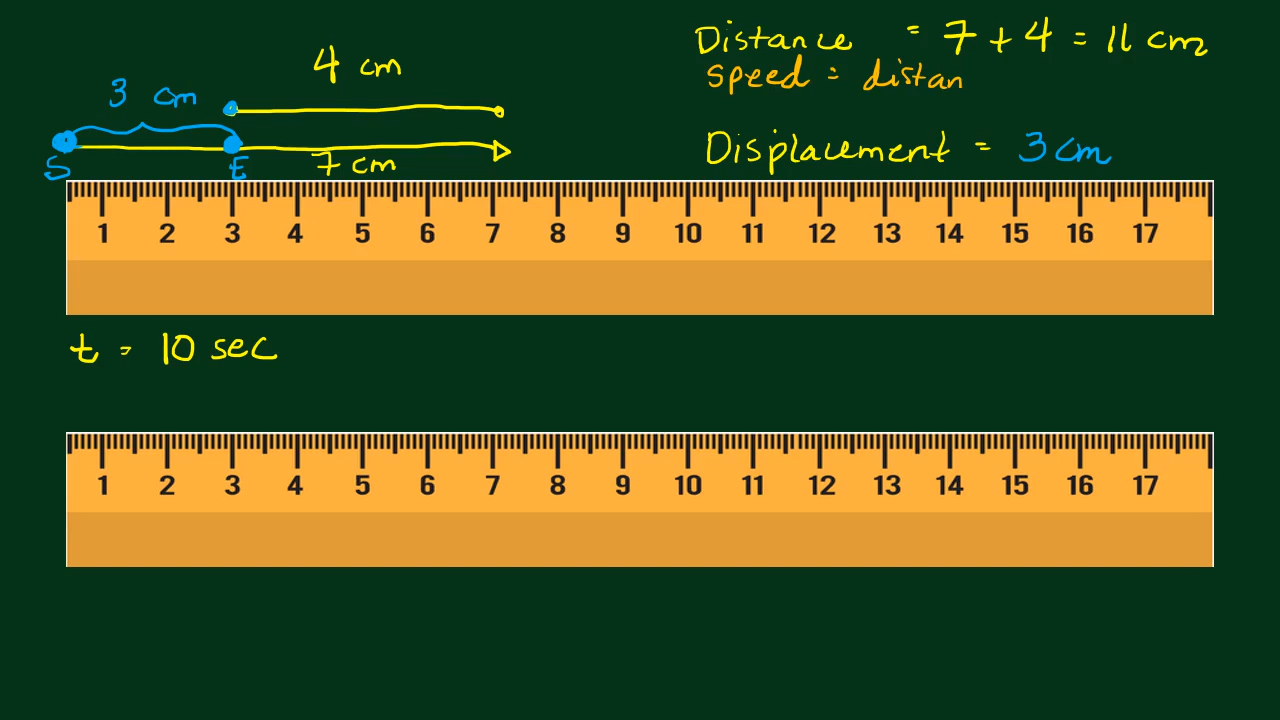 Distance = 7 + 4 = 11 cm
speed = distan
4 cm
3 cm
Displacement = 3 cm
S E 7 cm
1 2 3 4 5 6 7 8 9 10 11 12 13 14 15 16 17
t = 10 sec
1 2 3 4 5 6 7 8 9 10 11 12 13 14 15 16 17